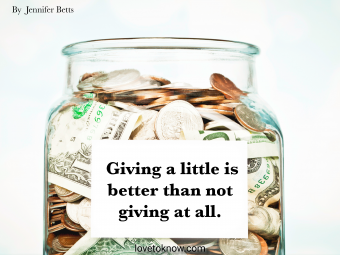 By Jennifer Betts
Giving a little is
better than not
giving at all.
lovetoknow.com